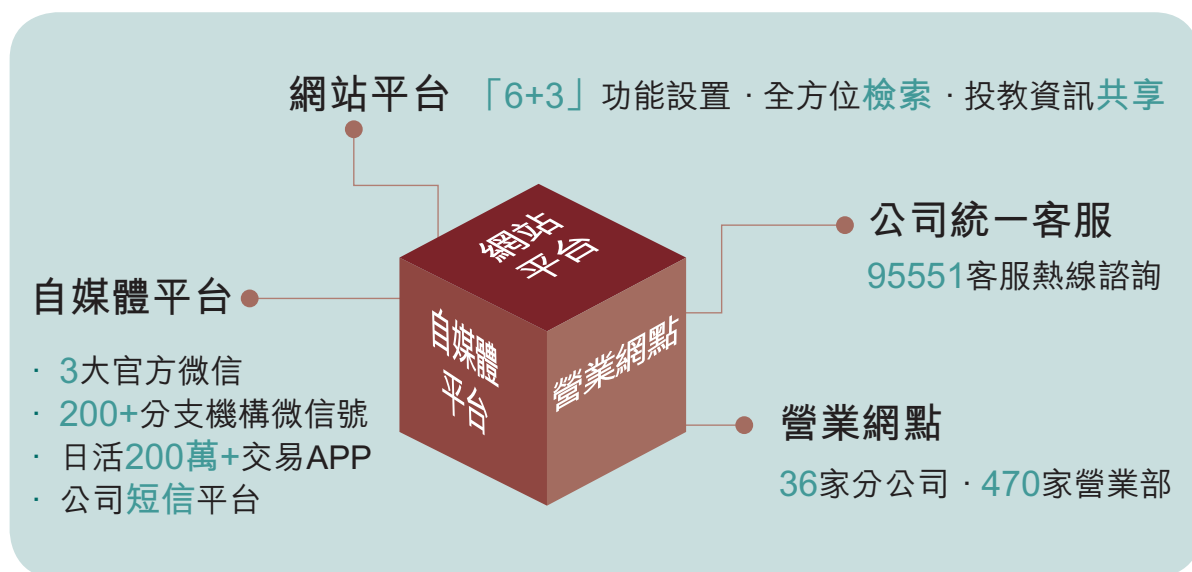 網站平台 「6+3」功能設置 · 全方位檢索 · 投教資訊共享
公司統一客服
95551客服熱線諮詢
自媒體平台
· 3大官方微信
· 200+分支機構微信號
· 日活200萬+交易APP
· 公司短信平台
網站
平台
自媒體
平台
營業網點
營業網點
36家分公司 · 470家營業部